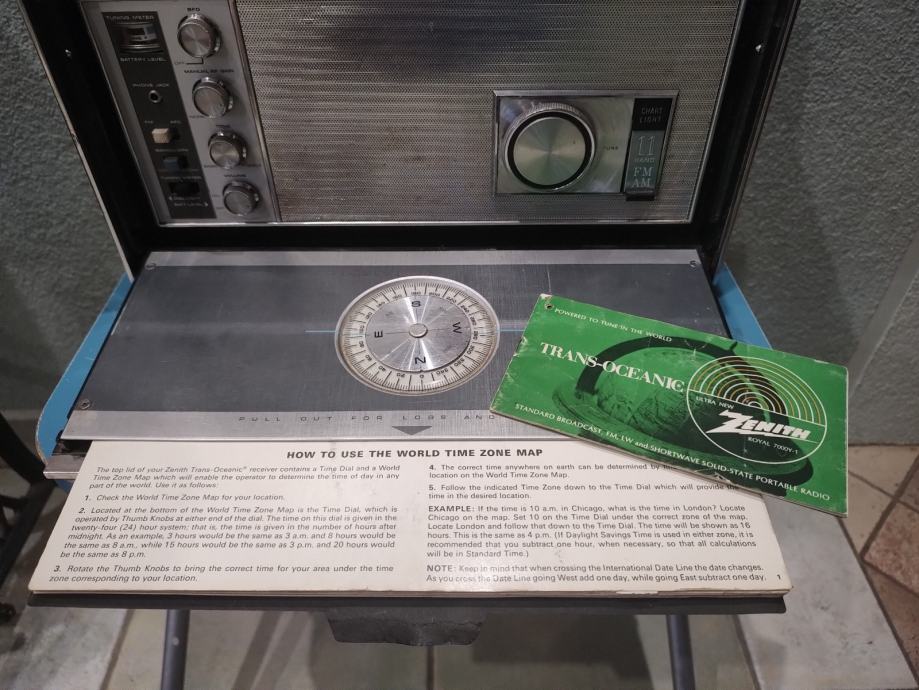 TUNING METER
BATTERY LEVEL
BFO
OFF
MANUAL RF GAIN
PHONE JACK
VOLUME
TUNING METER
BATT LEVEL
TUNE
CHART
LIGHT
11
BAND
FM
AM
S
E
W
N
PULL OUT FOR LOGS AND
POWERED TO TUNE-IN THE WORLD
TRANS-OCEANIC
ULTRA NEW
ZENITH
ROYAL 7000Y-1
STANDARD BROADCAST, FM, LW and SHORTWAVE SOLID-STATE PORTABLE RADIO
HOW TO USE THE WORLD TIME ZONE MAP
The top lid of your Zenith Trans-Oceanic® receiver contains a Time Dial and a World
Time Zone Map which will enable the operator to determine the time of day in any
part of the world. Use it as follows:
1. Check the World Time Zone Map for your location.
2. Located at the bottom of the World Time Zone Map is the Time Dial, which is
operated by Thumb Knobs at either end of the dial. The time on this dial is given in the
twenty-four (24) hour system; that is, the time is given in the number of hours after
midnight. As an example, 3 hours would be the same as 3 a.m. and 8 hours would be
the same as 8 a.m., while 15 hours would be the same as 3 p.m. and 20 hours would
be the same as 8 p.m.
3. Rotate the Thumb Knobs to bring the correct time for your area under the time
zone corresponding to your location.
4. The correct time anywhere on earth can be determined by
location on the World Time Zone Map.
5. Follow the indicated Time Zone down to the Time Dial which will provide the
time in the desired location.
EXAMPLE: If the time is 10 a.m. in Chicago, what is the time in London? Locate
Chicago on the map. Set 10 on the Time Dial under the correct zone of the map.
Locate London and follow that down to the Time Dial. The time will be shown as 16
hours. This is the same as 4 p.m. (If Daylight Savings Time is used in either zone, it is
recommended that you subtract one hour, when necessary, so that all calculations
will be in Standard Time.)
NOTE: Keep in mind that when crossing the International Date Line the date changes.
As you cross the Date Line going West add one day, while going East subtract one day.
1